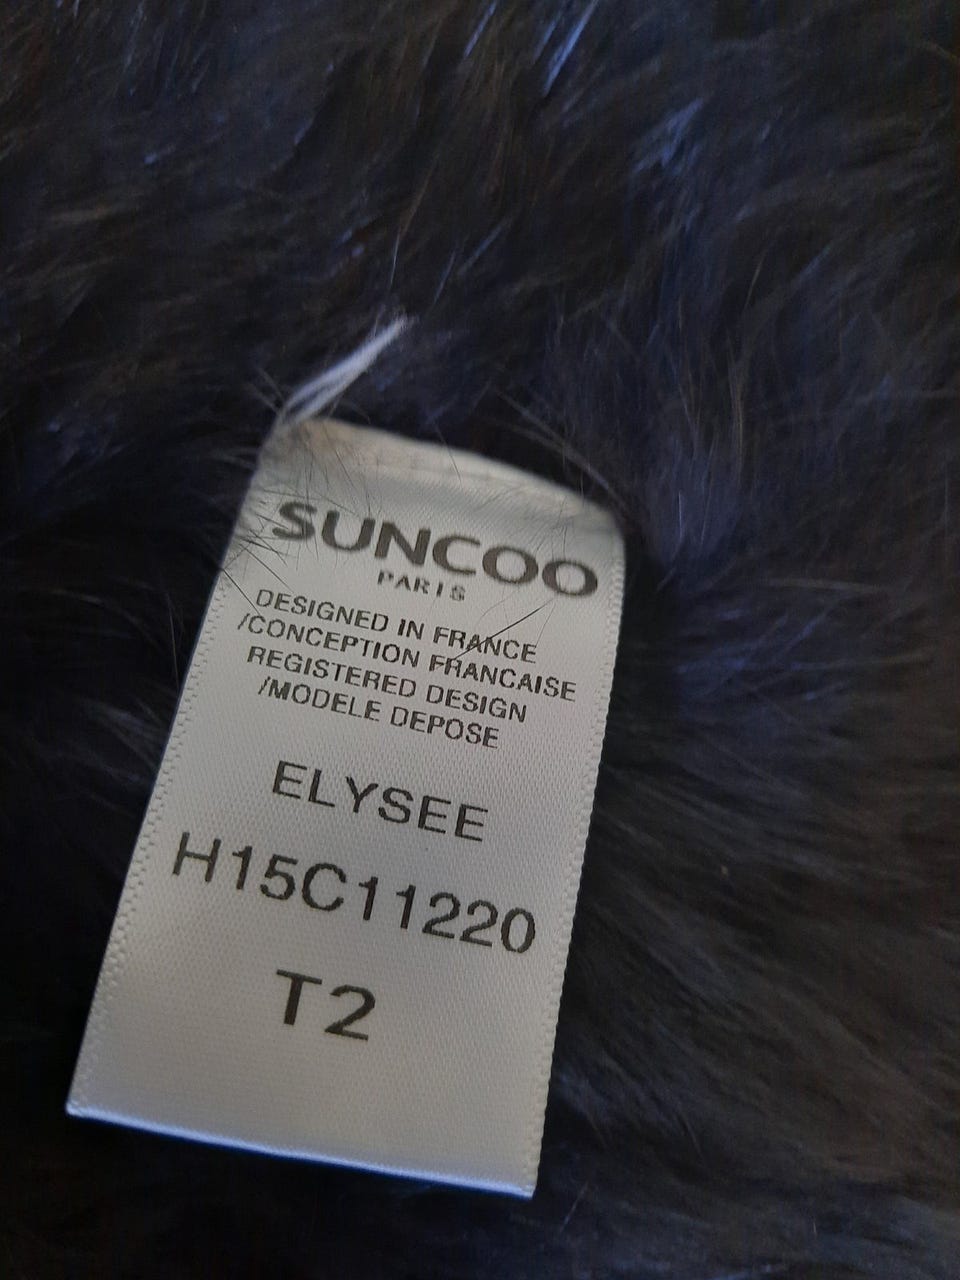 SUNCOO
PARIS
DESIGNED IN FRANCE
/CONCEPTION FRANCAISE
REGISTERED DESIGN
/MODELE DEPOSE
ELYSEE
H15C11220
T2